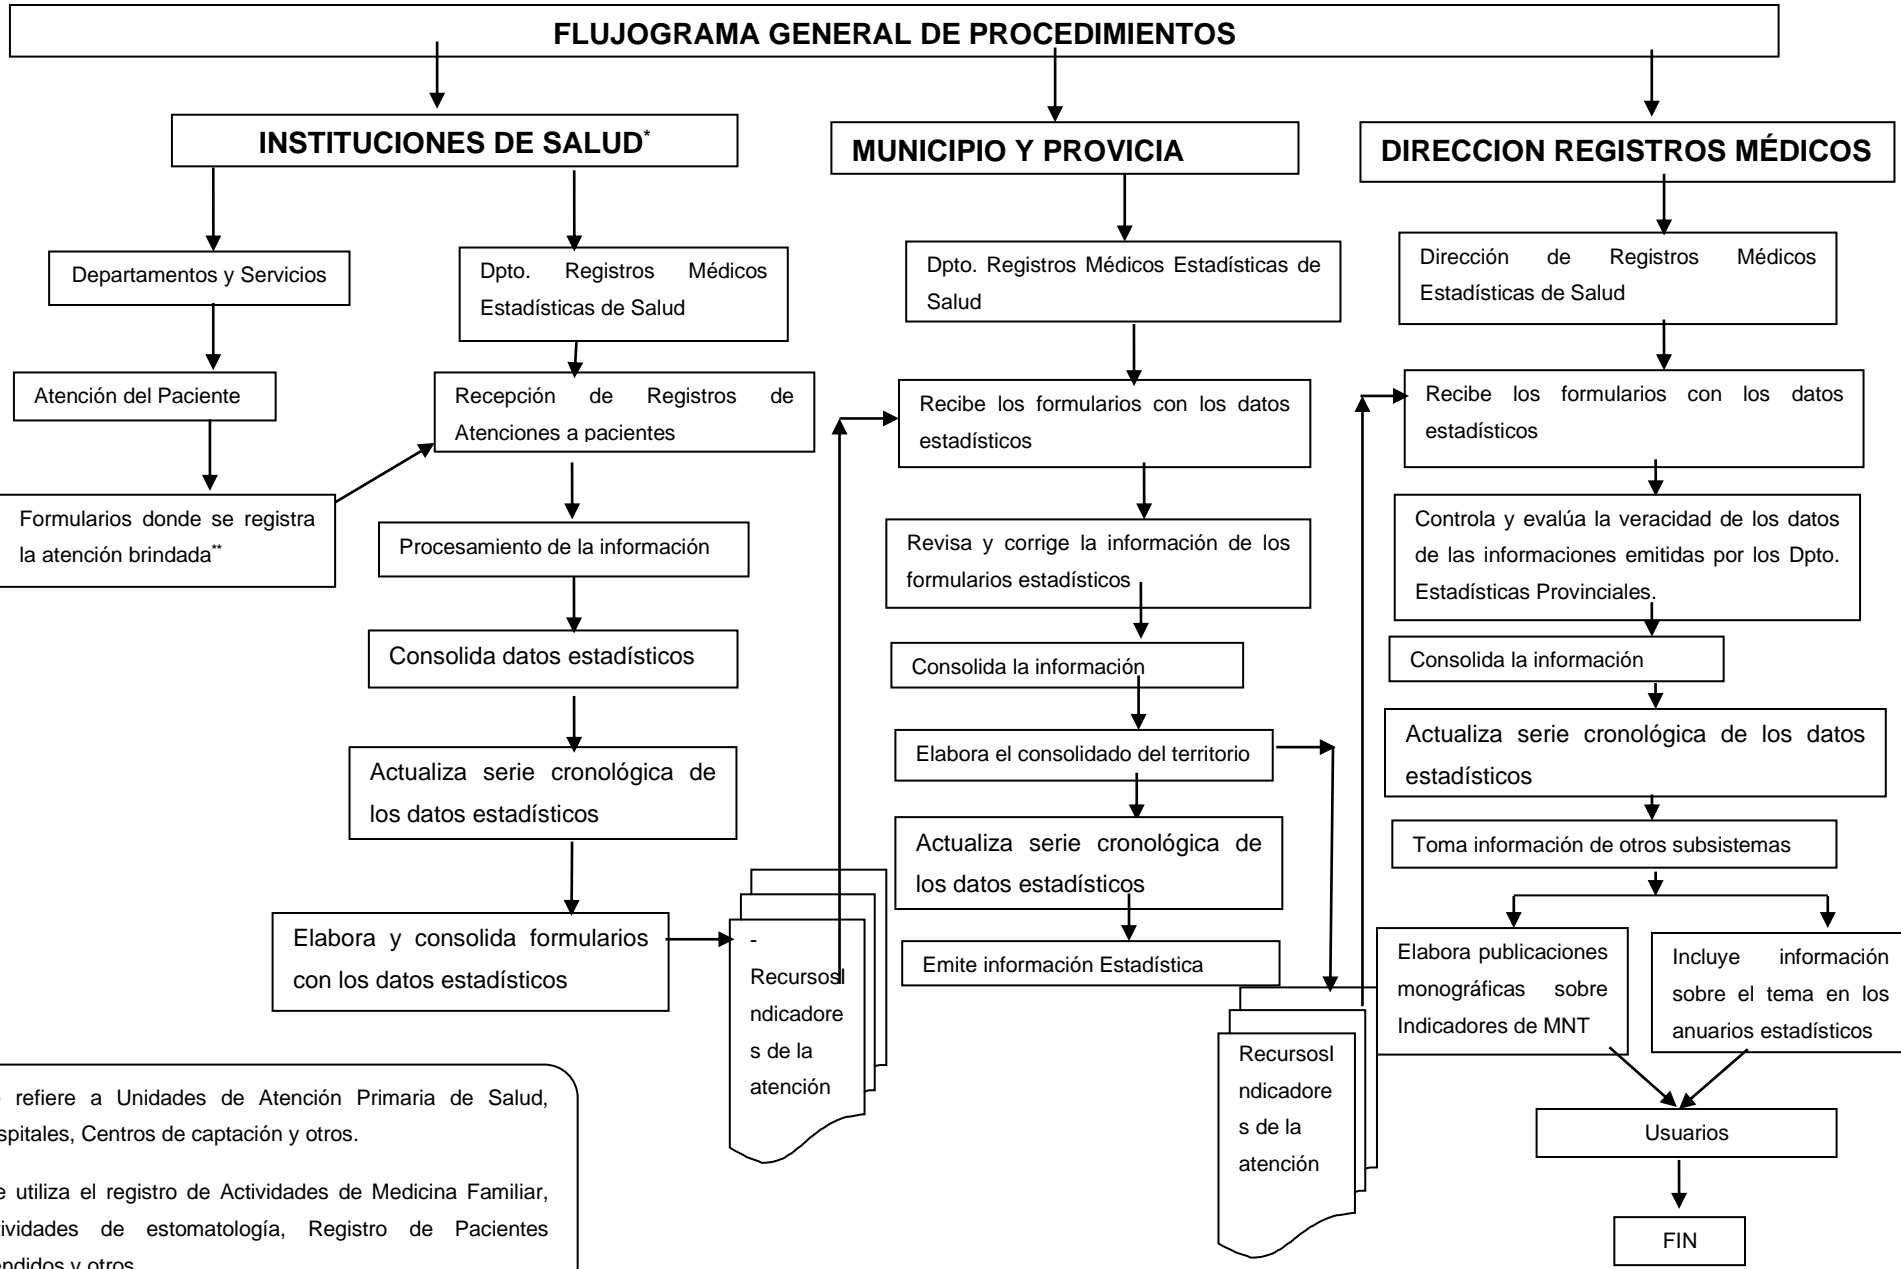 FLUJOGRAMA GENERAL DE PROCEDIMIENTOS
INSTITUCIONES DE SALUD*
Departamentos y Servicios
Atención del Paciente
Formularios donde se registra
la atención brindada**
Dpto. Registros Médicos
Estadísticas de Salud
Recepción de Registros de
Atenciones a pacientes
Procesamiento de la información
Consolida datos estadísticos
Actualiza serie cronológica de
los datos estadísticos
Elabora y consolida formularios
con los datos estadísticos
-
RecursosI
ndicadore
s de la
atención
MUNICIPIO Y PROVICIA
Dpto. Registros Médicos Estadísticas de
Salud
Recibe los formularios con los datos
estadísticos
Revisa y corrige la información de los
formularios estadísticos
Consolida la información
Elabora el consolidado del territorio
Actualiza serie cronológica de
los datos estadísticos
Emite información Estadística
RecursosI
ndicadore
s de la
atención
DIRECCION REGISTROS MÉDICOS
Dirección de Registros Médicos
Estadísticas de Salud
Recibe los formularios con los datos
estadísticos
Controla y evalúa la veracidad de los datos
de las informaciones emitidas por los Dpto.
Estadísticas Provinciales.
Consolida la información
Actualiza serie cronológica de los datos
estadísticos
Toma información de otros subsistemas
Elabora publicaciones
monográficas sobre
Indicadores de MNT
Incluye información
sobre el tema en los
anuarios estadísticos
Usuarios
FIN
refiere a Unidades de Atención Primaria de Salud,
spitales, Centros de captación y otros.
e utiliza el registro de Actividades de Medicina Familiar,
tividades de estomatología, Registro de Pacientes
endidos y otros